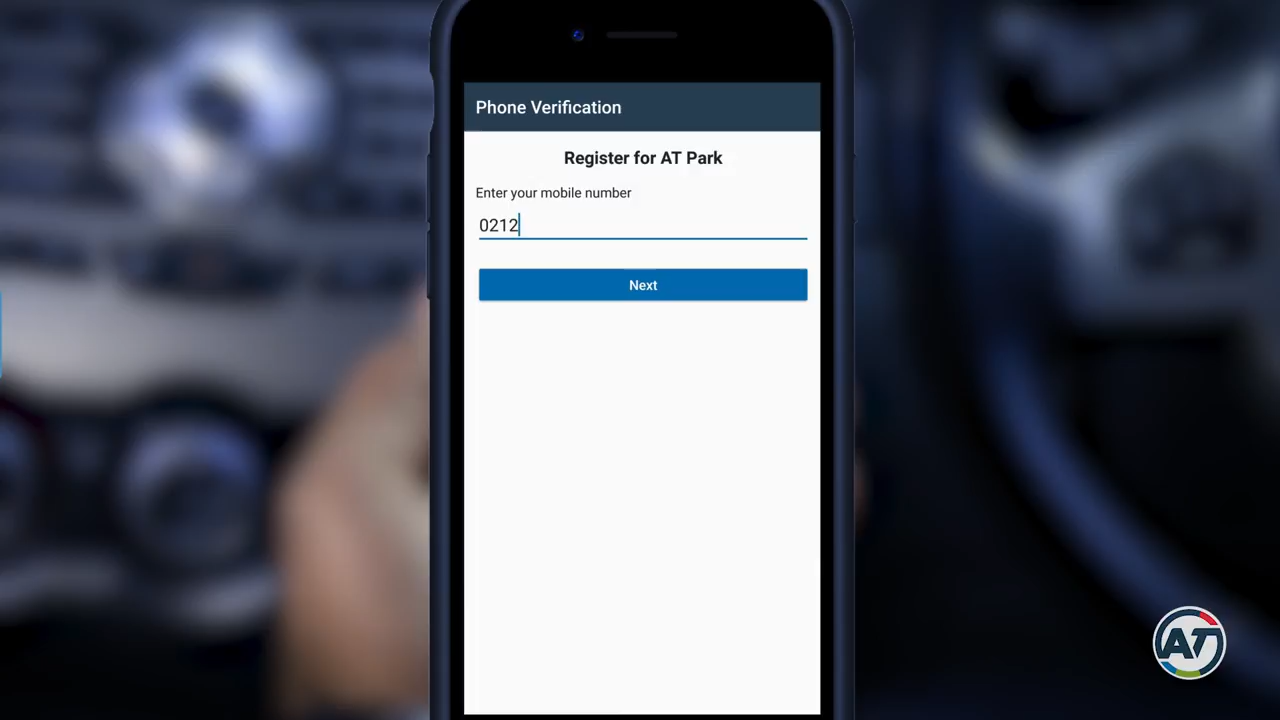 Phone Verification
Register for AT Park
Enter your mobile number
0212
Next
AT